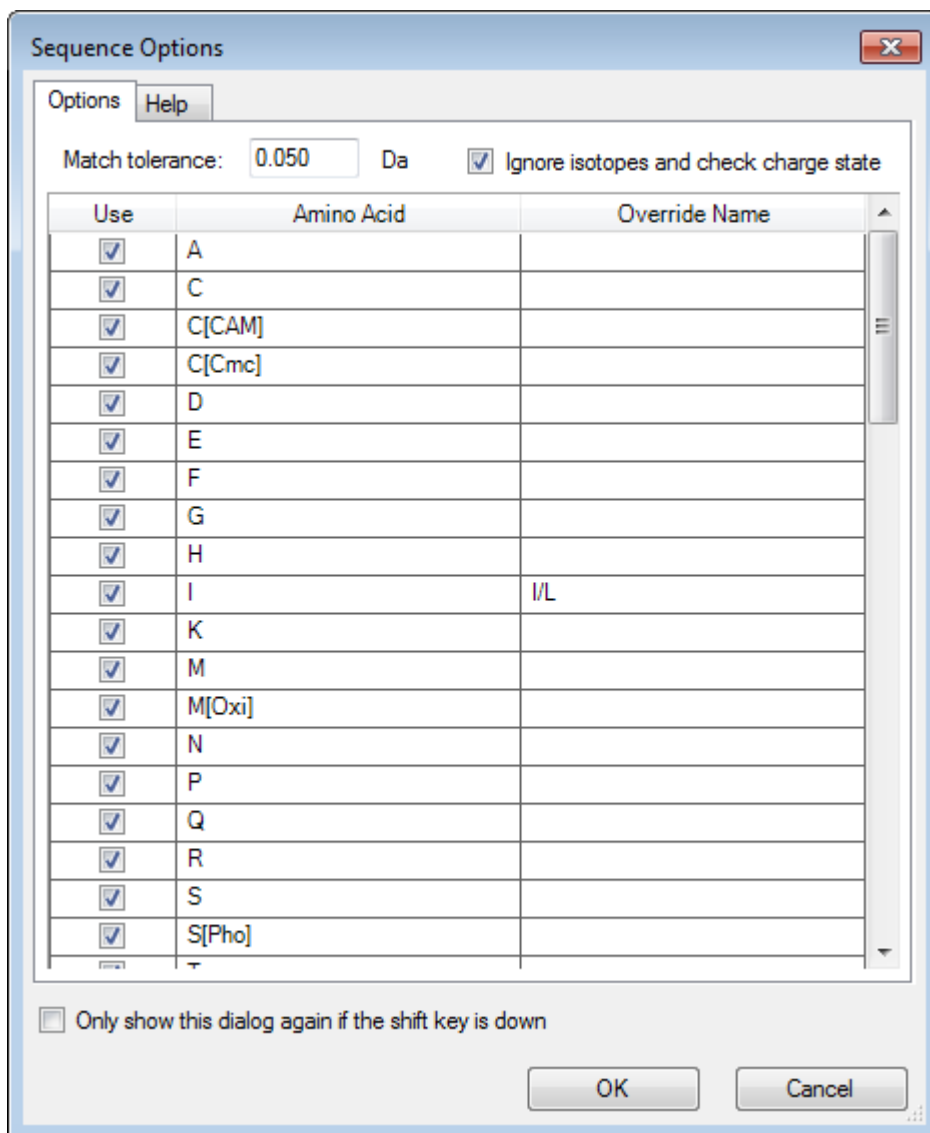 Sequence Options
Options Help
Match tolerance: 0.050 Da Ignore isotopes and check charge state
Use Amino Acid Override Name
A
C
C[CAM]
C[Cmc]
D
E
F
G
H
I I/L
K
M
M[Oxi]
N
P
Q
R
S
S[Pho]
Only show this dialog again if the shift key is down
OK Cancel